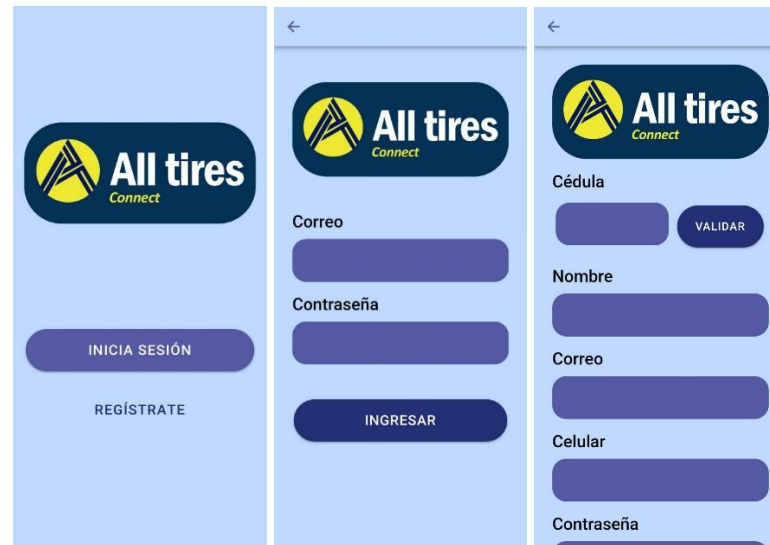 All tires
Connect
INICIA SESIÓN
REGÍSTRATE
All tires
Connect
Correo
Contraseña
INGRESAR
All tires
Connect
Cédula
VALIDAR
Nombre
Correo
Celular
Contraseña